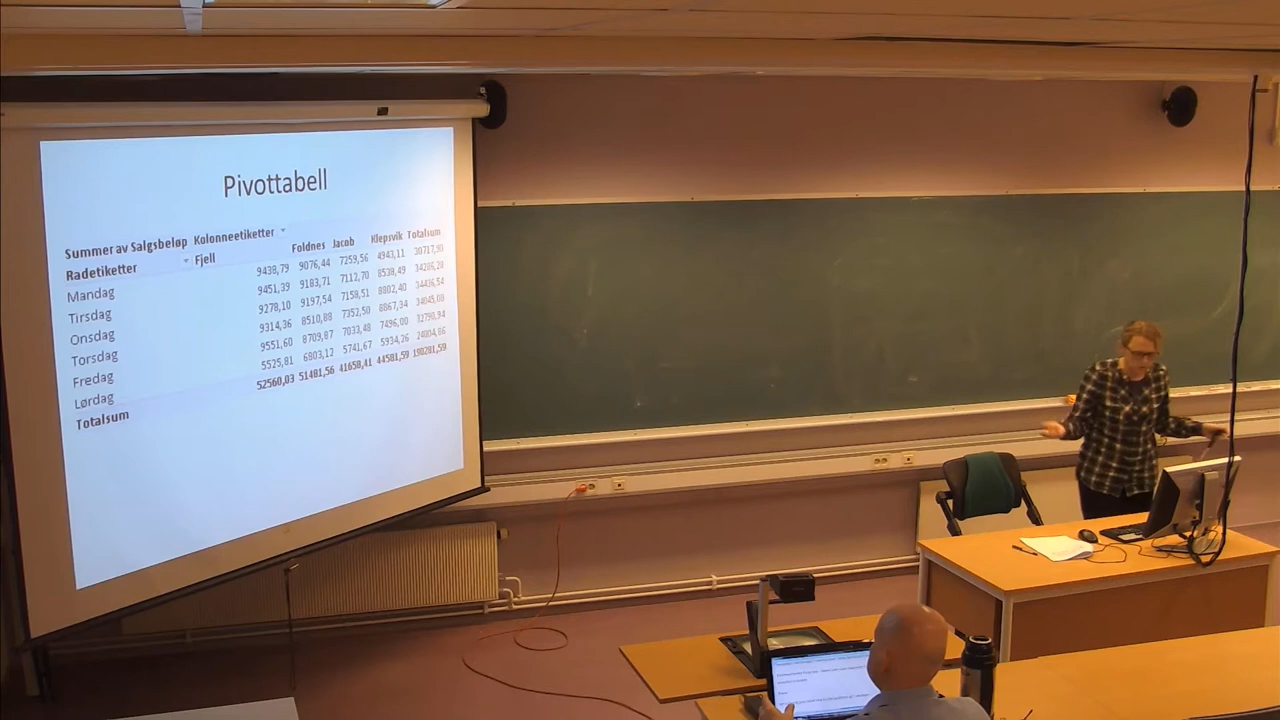 Pivottabell
Summer av Salgsbeløp Kolonneetiketter
Radetiketter Fjell Foldnes Jacob Klepsvik Totalsum
Mandag 9438,79 9076,44 7259,56 4943,11 30717,90
Tirsdag 9451,39 9183,71 7112,70 8538,49 34286,28
Onsdag 9278,10 9197,54 7158,51 8802,40 34436,54
Torsdag 9314,36 8510,88 7352,50 8867,34 34045,08
Fredag 9551,60 8709,87 7033,48 7496,00 32790,94
Lørdag 5525,81 6803,12 5741,67 5934,26 24004,86
Totalsum 52560,03 51481,56 41658,41 44581,59 190281,59